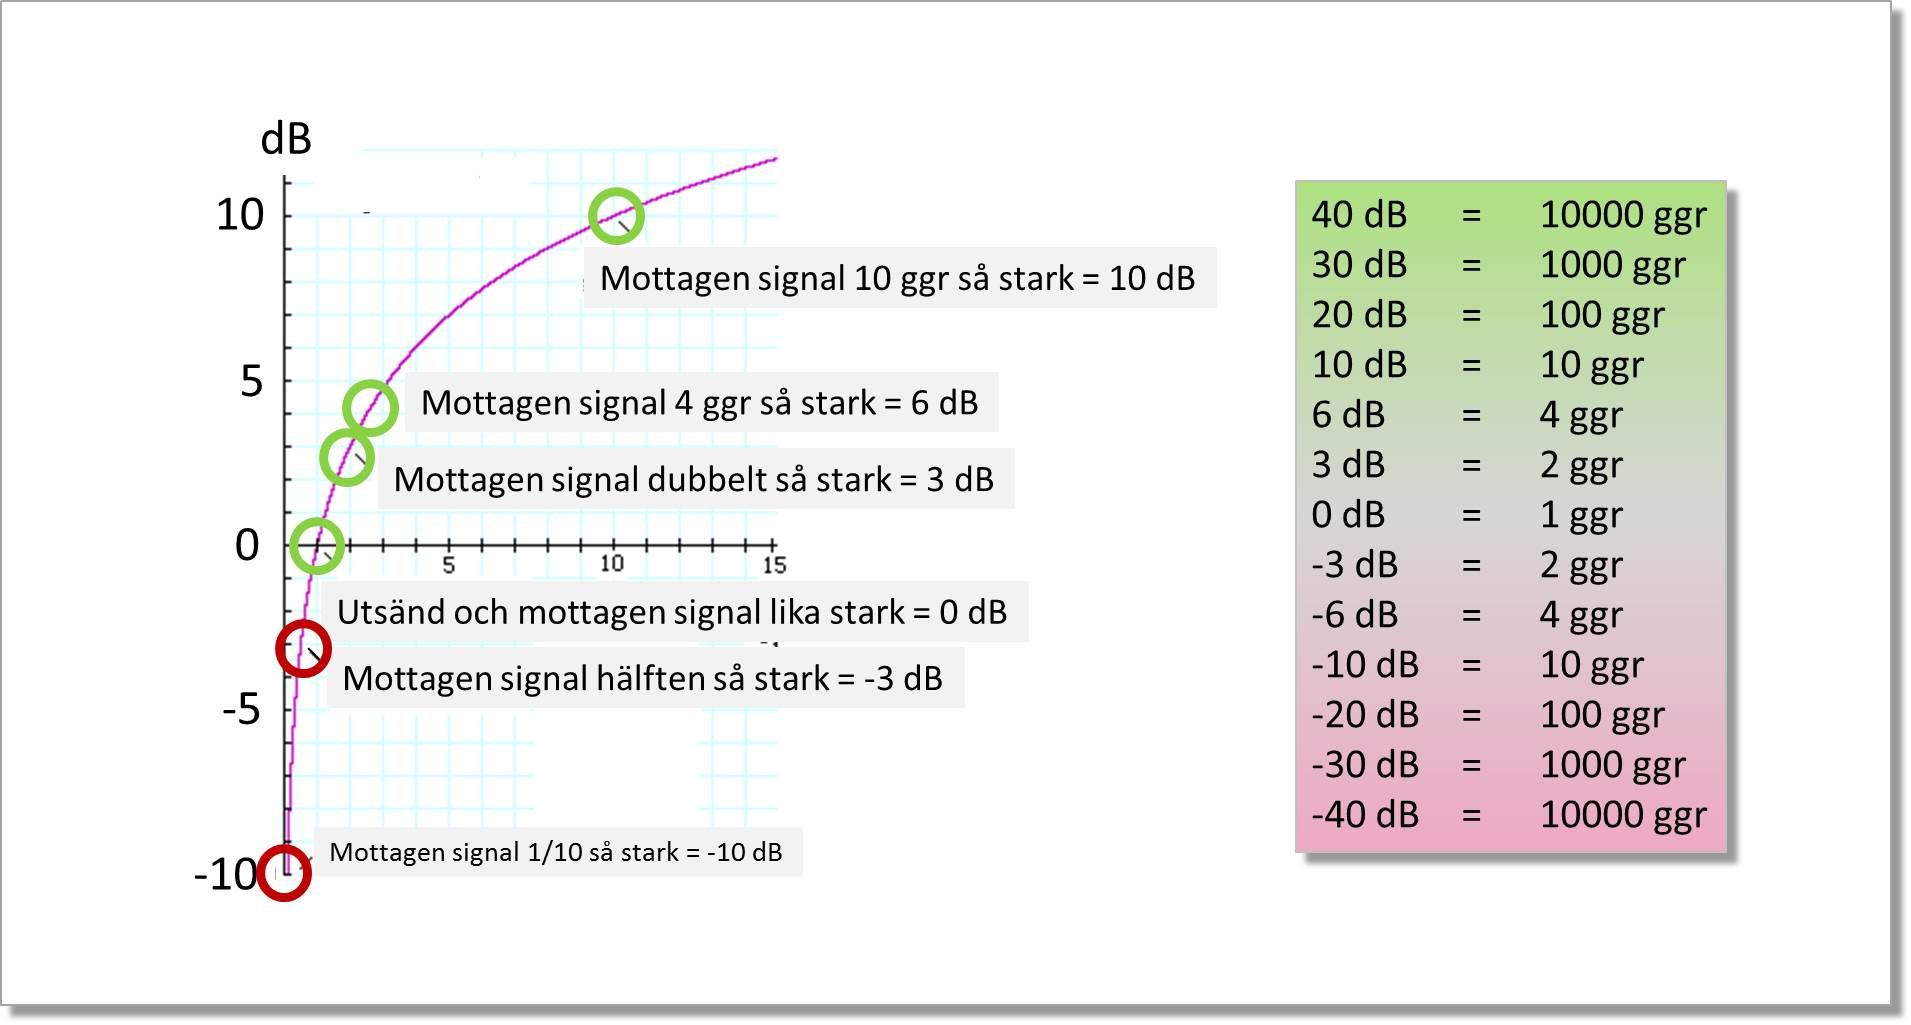 dB
10
5
0
-5
-10
5
10
15
Mottagen signal 10 ggr så stark = 10 dB
Mottagen signal 4 ggr så stark = 6 dB
Mottagen signal dubbelt så stark = 3 dB
Utsänd och mottagen signal lika stark = 0 dB
Mottagen signal hälften så stark = -3 dB
Mottagen signal 1/10 så stark = -10 dB
40 dB = 10000 ggr
30 dB = 1000 ggr
20 dB = 100 ggr
10 dB = 10 ggr
6 dB = 4 ggr
3 dB = 2 ggr
0 dB = 1 ggr
-3 dB = 2 ggr
-6 dB = 4 ggr
-10 dB = 10 ggr
-20 dB = 100 ggr
-30 dB = 1000 ggr
-40 dB = 10000 ggr